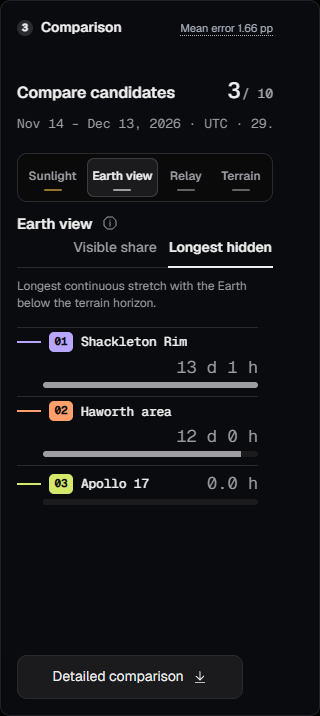 3 Comparison Mean error 1.66 pp
Compare candidates 3 / 10
Nov 14 – Dec 13, 2026 · UTC · 29.
Sunlight Earth view Relay Terrain
Earth view ⓘ
Visible share Longest hidden
Longest continuous stretch with the Earth
below the terrain horizon.
01 Shackleton Rim
13 d 1 h
02 Haworth area
12 d 0 h
03 Apollo 17 0.0 h
Detailed comparison